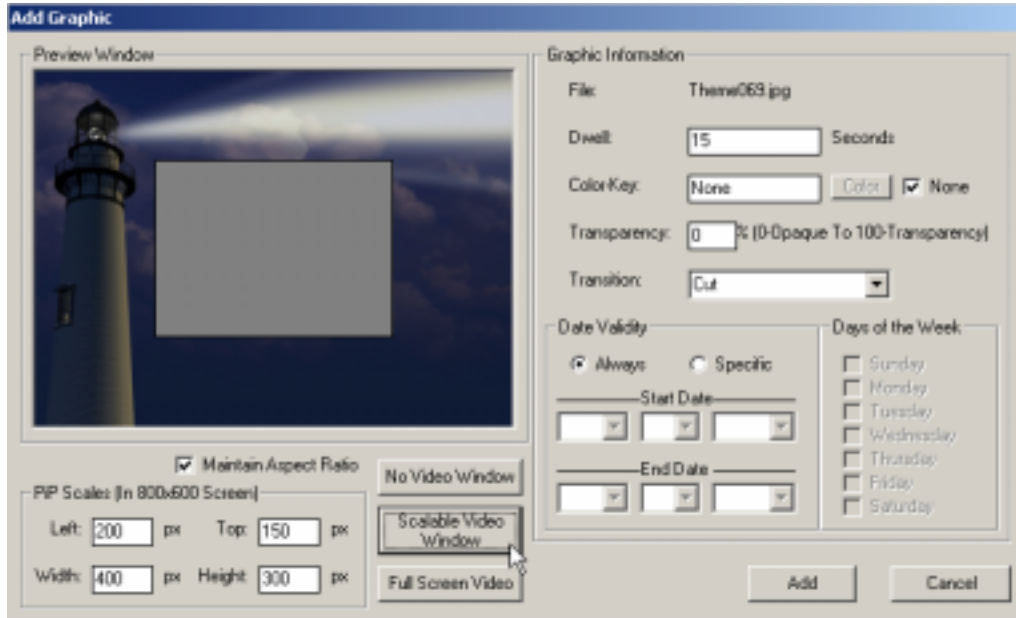 Add Graphic
Preview Window
Maintain Aspect Ratio
PiP Scales (In 800x600 Screen)
Left: 200 px Top: 150 px
Width: 400 px Height: 300 px
No Video Window
Scalable Video
Window
Full Screen Video
Graphic Information
File: Theme069.jpg
Dwell: 15 Seconds
Color-Key: None Color None
Transparency: 0 % (0-Opaque To 100-Transparency)
Transition: Cut
Date Validity
Always Specific
Start Date
End Date
Days of the Week
Sunday
Monday
Tuesday
Wednesday
Thursday
Friday
Saturday
Add Cancel